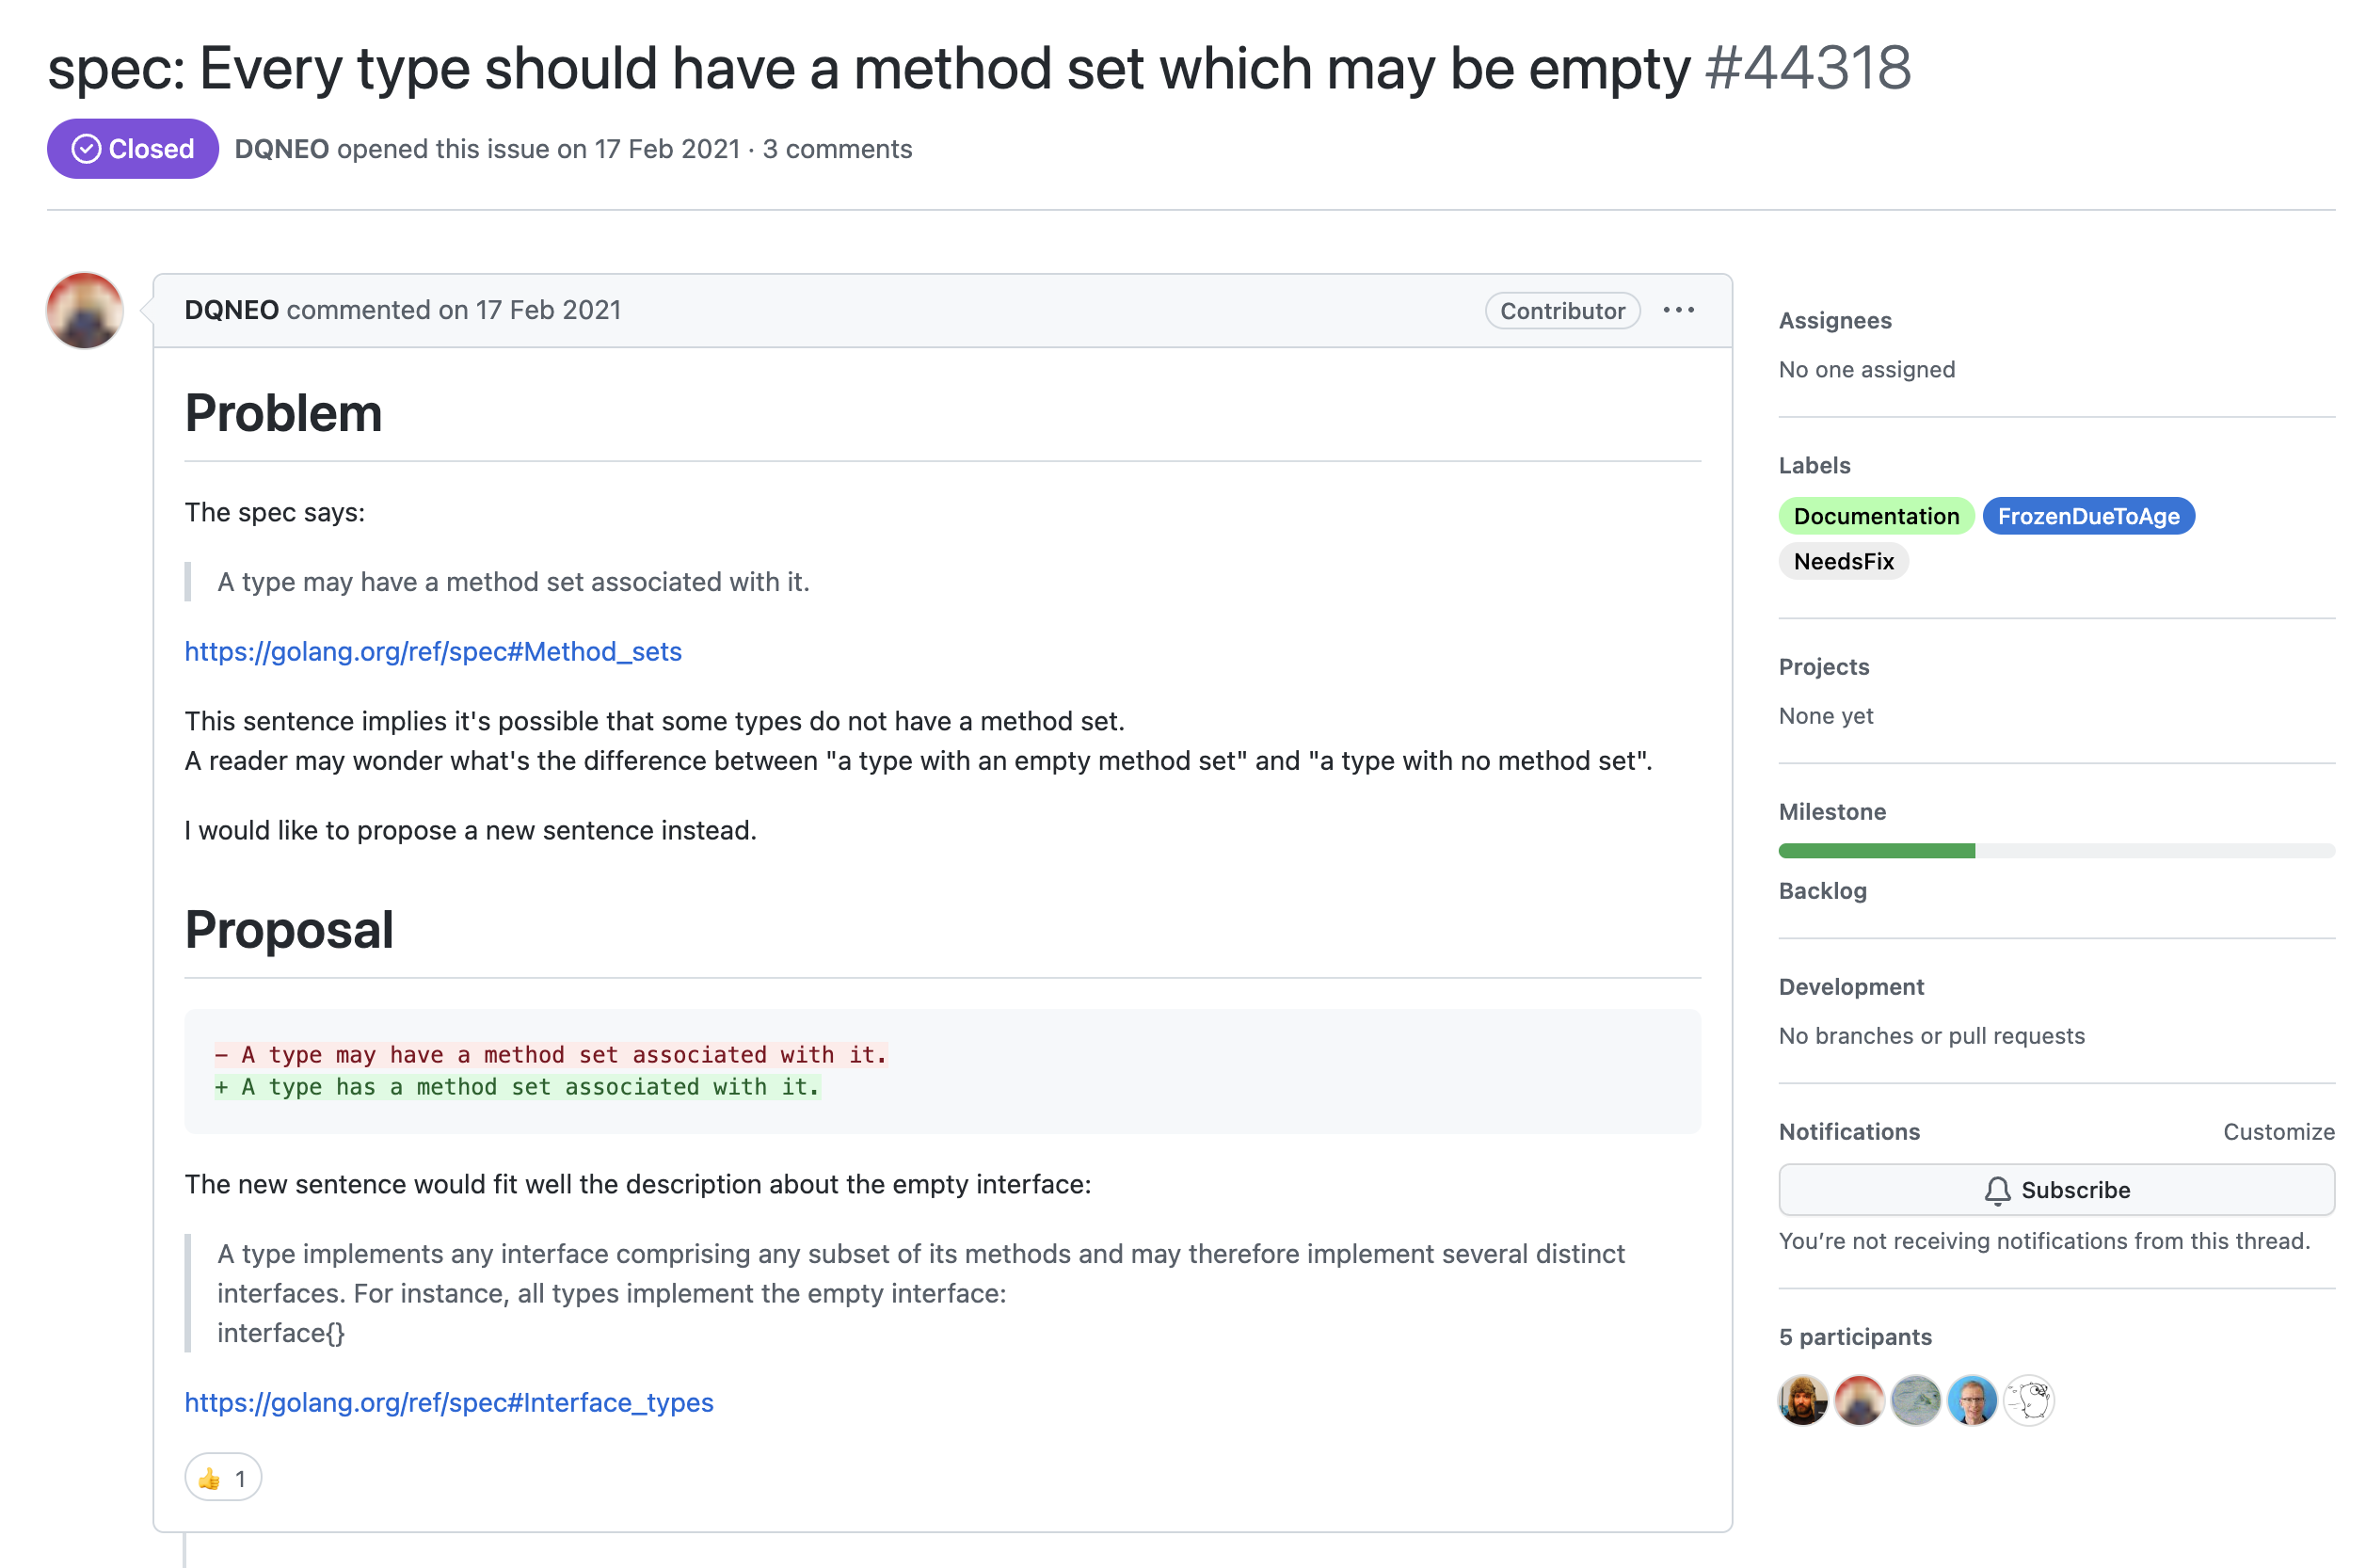 spec: Every type should have a method set which may be empty #44318
Closed
DQNEO opened this issue on 17 Feb 2021 · 3 comments
DQNEO commented on 17 Feb 2021
Contributor
Problem
The spec says:
A type may have a method set associated with it.
https://golang.org/ref/spec#Method_sets
This sentence implies it's possible that some types do not have a method set.
A reader may wonder what's the difference between "a type with an empty method set" and "a type with no method set".
I would like to propose a new sentence instead.
Proposal
- A type may have a method set associated with it.
+ A type has a method set associated with it.
The new sentence would fit well the description about the empty interface:
A type implements any interface comprising any subset of its methods and may therefore implement several distinct
interfaces. For instance, all types implement the empty interface:
interface{}
https://golang.org/ref/spec#Interface_types
👍 1
Assignees
No one assigned
Labels
Documentation
FrozenDueToAge
NeedsFix
Projects
None yet
Milestone
Backlog
Development
No branches or pull requests
Notifications
Customize
Subscribe
You’re not receiving notifications from this thread.
5 participants